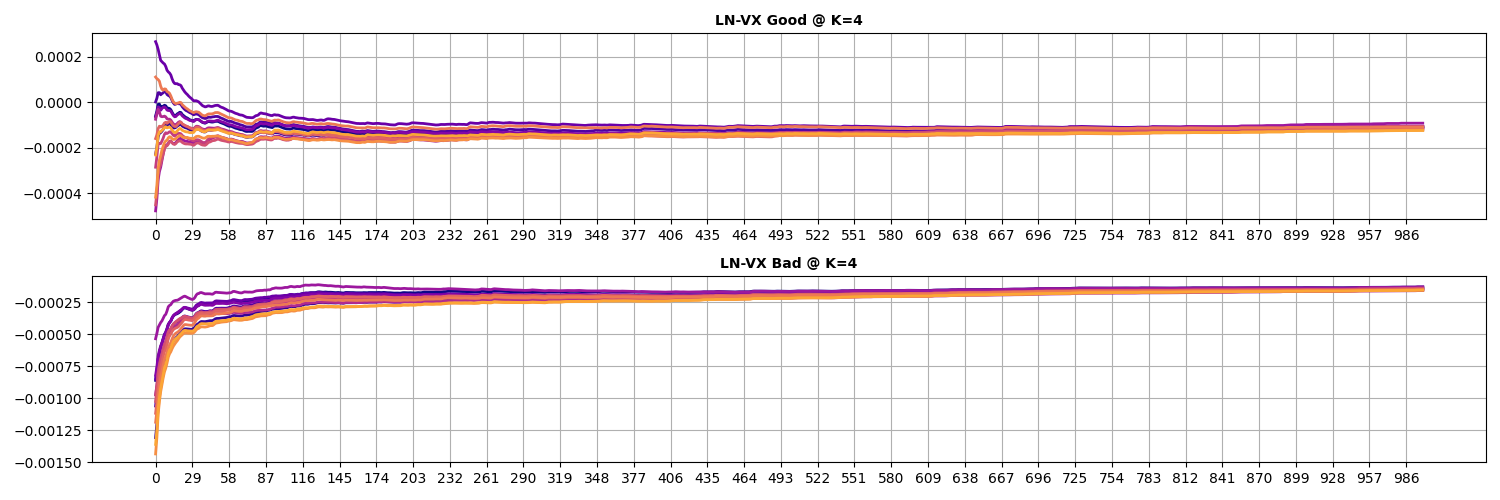 LN-VX Good @ K=4
0.0002
0.0000
−0.0002
−0.0004
0 29 58 87 116 145 174 203 232 261 290 319 348 377 406 435 464 493 522 551 580 609 638 667 696 725 754 783 812 841 870 899 928 957 986
LN-VX Bad @ K=4
−0.00025
−0.00050
−0.00075
−0.00100
−0.00125
−0.00150
0 29 58 87 116 145 174 203 232 261 290 319 348 377 406 435 464 493 522 551 580 609 638 667 696 725 754 783 812 841 870 899 928 957 986